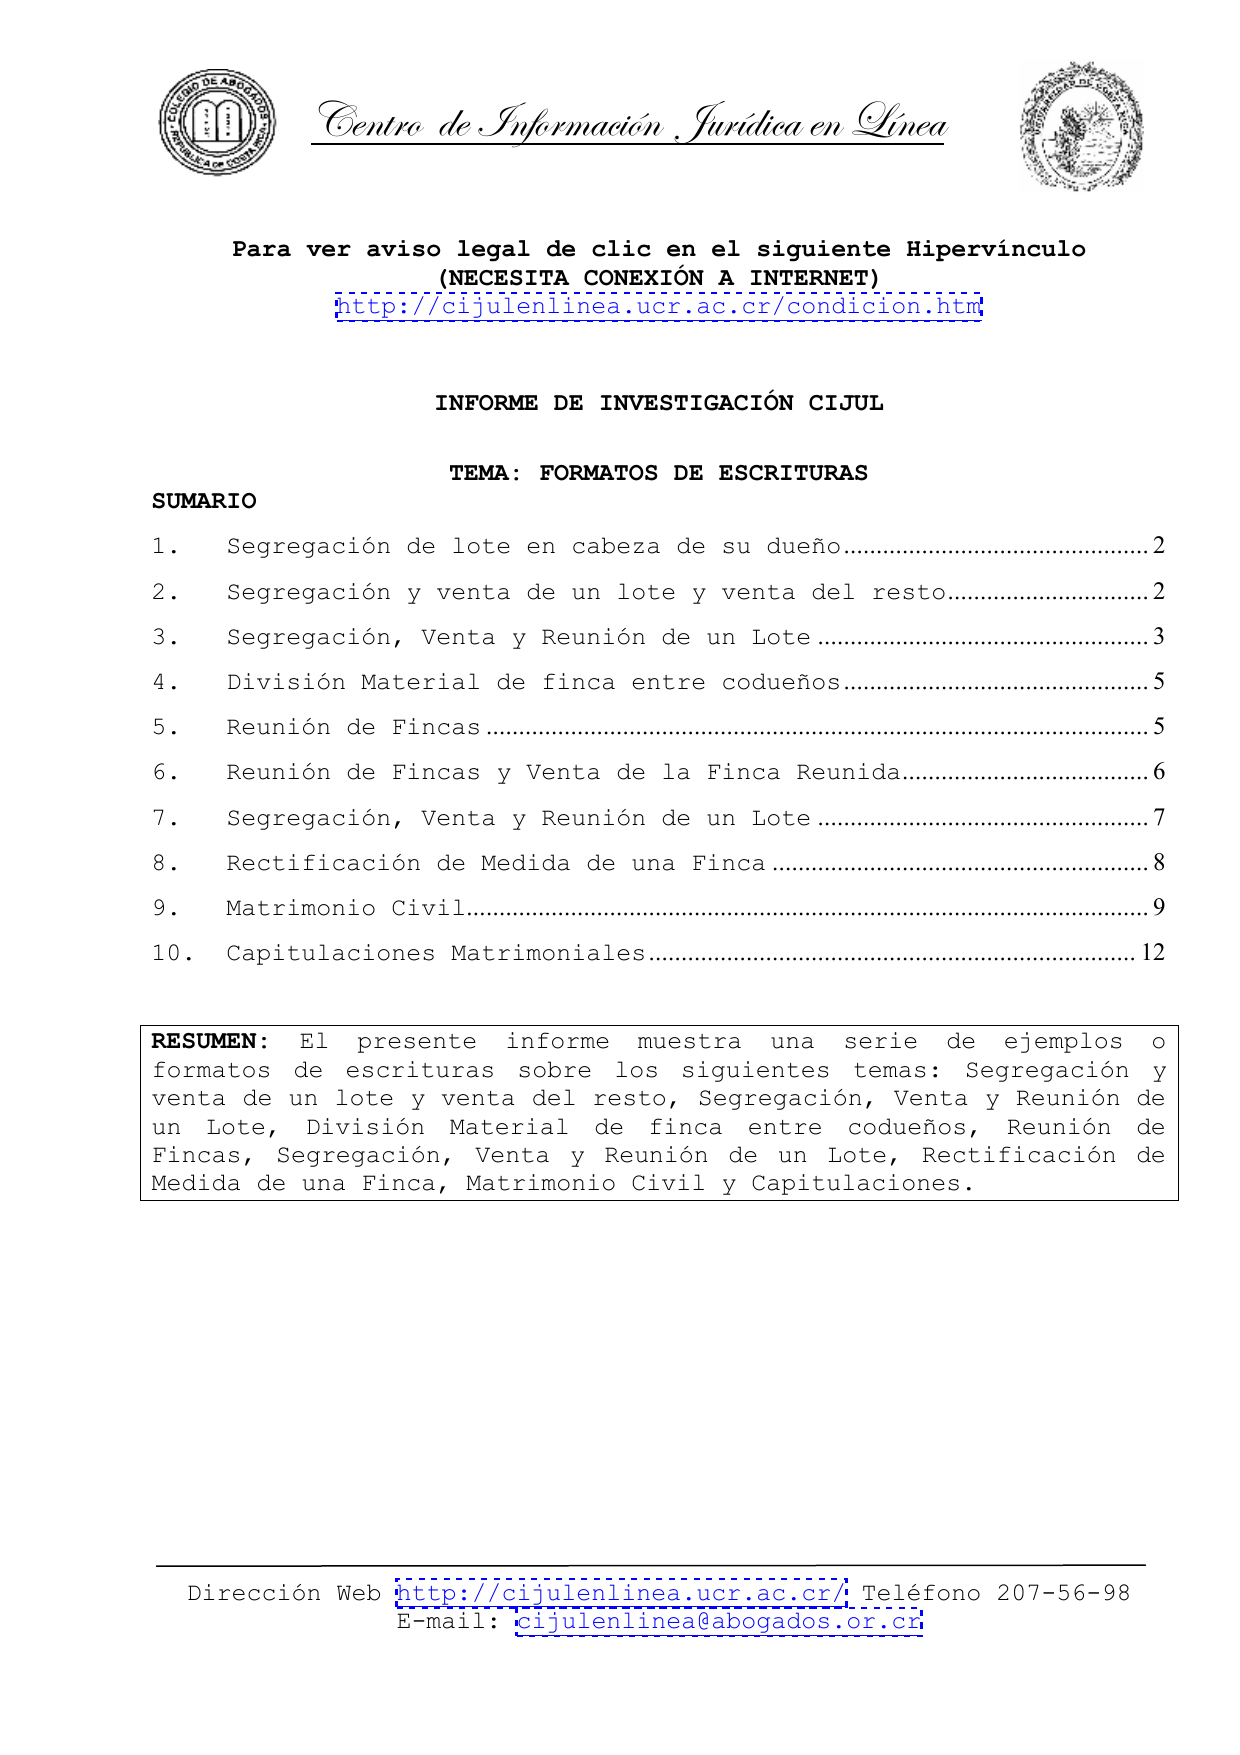 COLEGIO DE ABOGADOS
REPUBLICA DE COSTA RICA
Centro de Información Jurídica en Línea
Para ver aviso legal de clic en el siguiente Hipervínculo
(NECESITA CONEXIÓN A INTERNET)
http://cijulenlinea.ucr.ac.cr/condicion.htm
INFORME DE INVESTIGACIÓN CIJUL
TEMA: FORMATOS DE ESCRITURAS
SUMARIO
1. Segregación de lote en cabeza de su dueño............................................... 2
2. Segregación y venta de un lote y venta del resto............................... 2
3. Segregación, Venta y Reunión de un Lote ................................................... 3
4. División Material de finca entre codueños............................................... 5
5. Reunión de Fincas ...................................................................................................... 5
6. Reunión de Fincas y Venta de la Finca Reunida...................................... 6
7. Segregación, Venta y Reunión de un Lote ................................................... 7
8. Rectificación de Medida de una Finca .......................................................... 8
9. Matrimonio Civil......................................................................................................... 9
10. Capitulaciones Matrimoniales........................................................................... 12
RESUMEN: El presente informe muestra una serie de ejemplos o
formatos de escrituras sobre los siguientes temas: Segregación y
venta de un lote y venta del resto, Segregación, Venta y Reunión de
un Lote, División Material de finca entre codueños, Reunión de
Fincas, Segregación, Venta y Reunión de un Lote, Rectificación de
Medida de una Finca, Matrimonio Civil y Capitulaciones.
Dirección Web http://cijulenlinea.ucr.ac.cr/ Teléfono 207-56-98
E-mail: cijulenlinea@abogados.or.cr